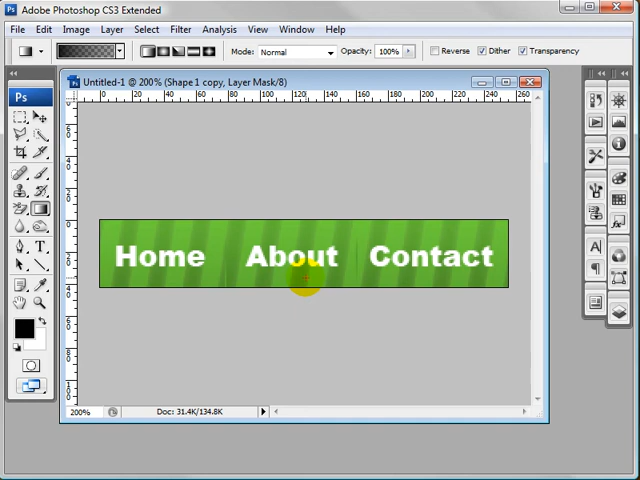 Ps Adobe Photoshop CS3 Extended
File Edit Image Layer Select Filter Analysis View Window Help
Mode: Normal Opacity: 100% Reverse Dither Transparency
Untitled-1 @ 200% (Shape 1 copy, Layer Mask/8)
Ps
0 20 40 60 80 100 120 140 160 180 200 220 240 260
Home About Contact
200% Doc: 31.4K/134.8K